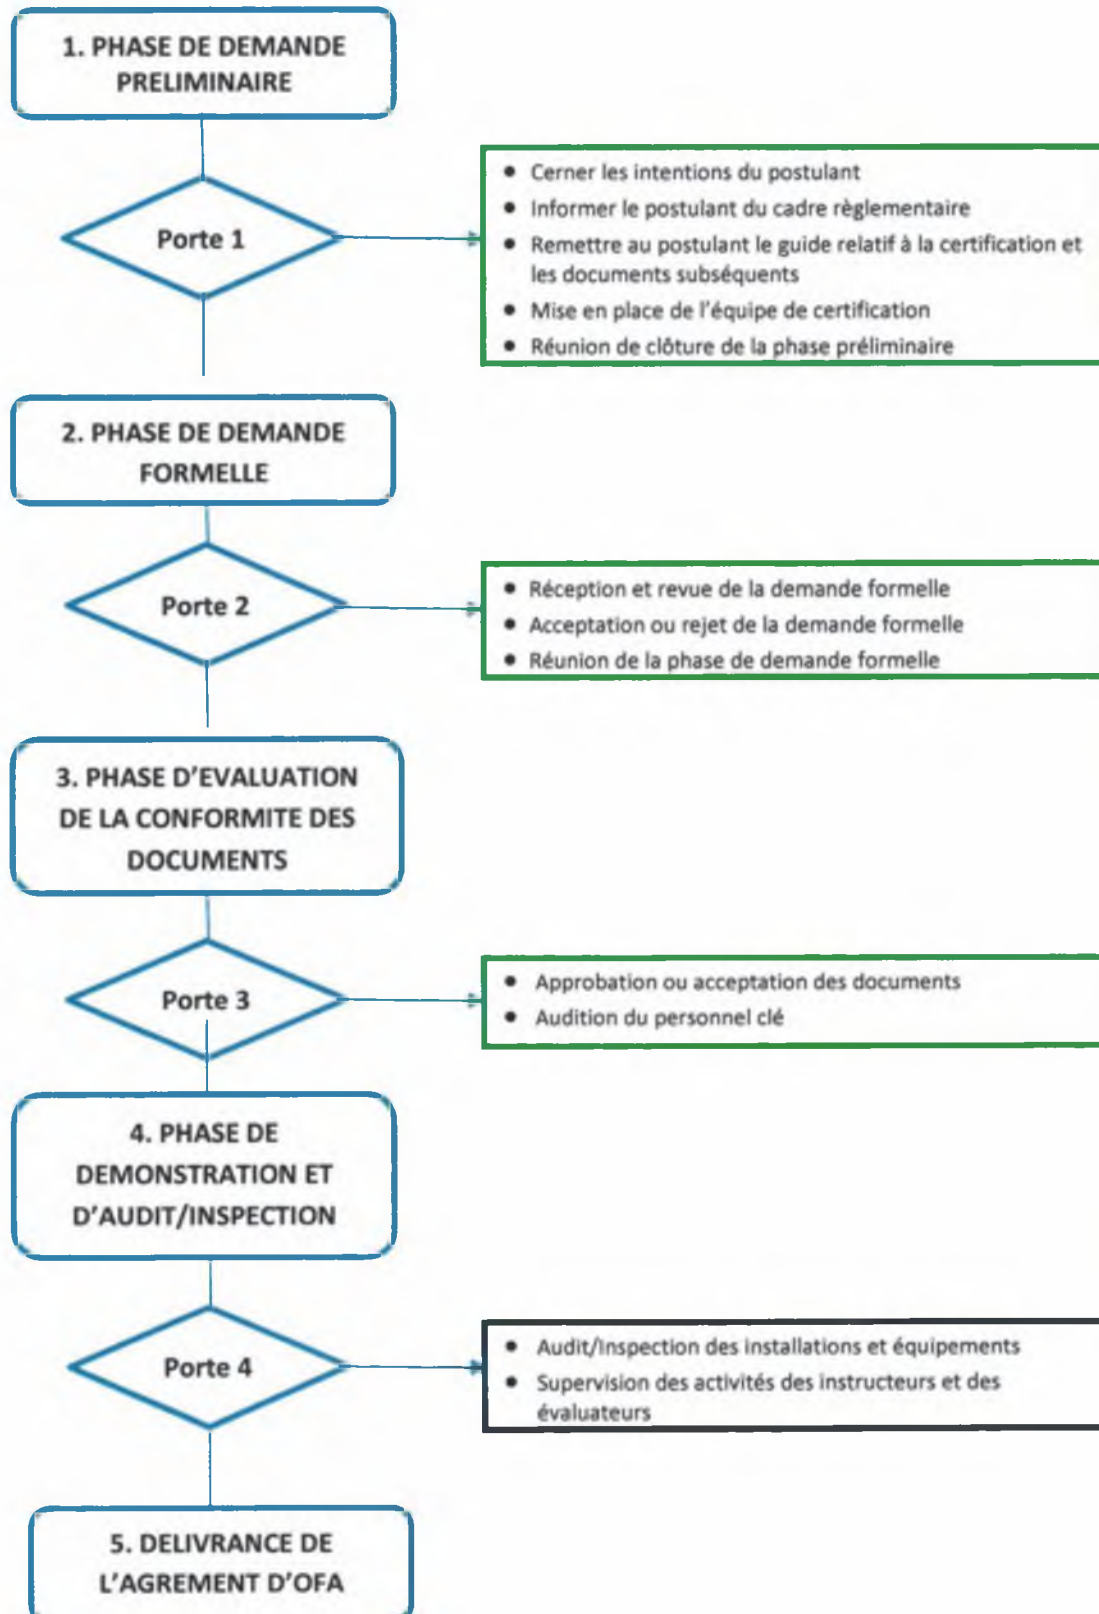 1. PHASE DE DEMANDE
PRELIMINAIRE
Porte 1
• Cerner les intentions du postulant
• Informer le postulant du cadre règlementaire
• Remettre au postulant le guide relatif à la certification et
les documents subséquents
• Mise en place de l'équipe de certification
• Réunion de clôture de la phase préliminaire
2. PHASE DE DEMANDE
FORMELLE
Porte 2
• Réception et revue de la demande formelle
• Acceptation ou rejet de la demande formelle
• Réunion de la phase de demande formelle
3. PHASE D'EVALUATION
DE LA CONFORMITE DES
DOCUMENTS
Porte 3
• Approbation ou acceptation des documents
• Audition du personnel clé
4. PHASE DE
DEMONSTRATION ET
D'AUDIT/INSPECTION
Porte 4
• Audit/Inspection des installations et équipements
• Supervision des activités des instructeurs et des
évaluateurs
5. DELIVRANCE DE
L'AGREMENT D'OFA